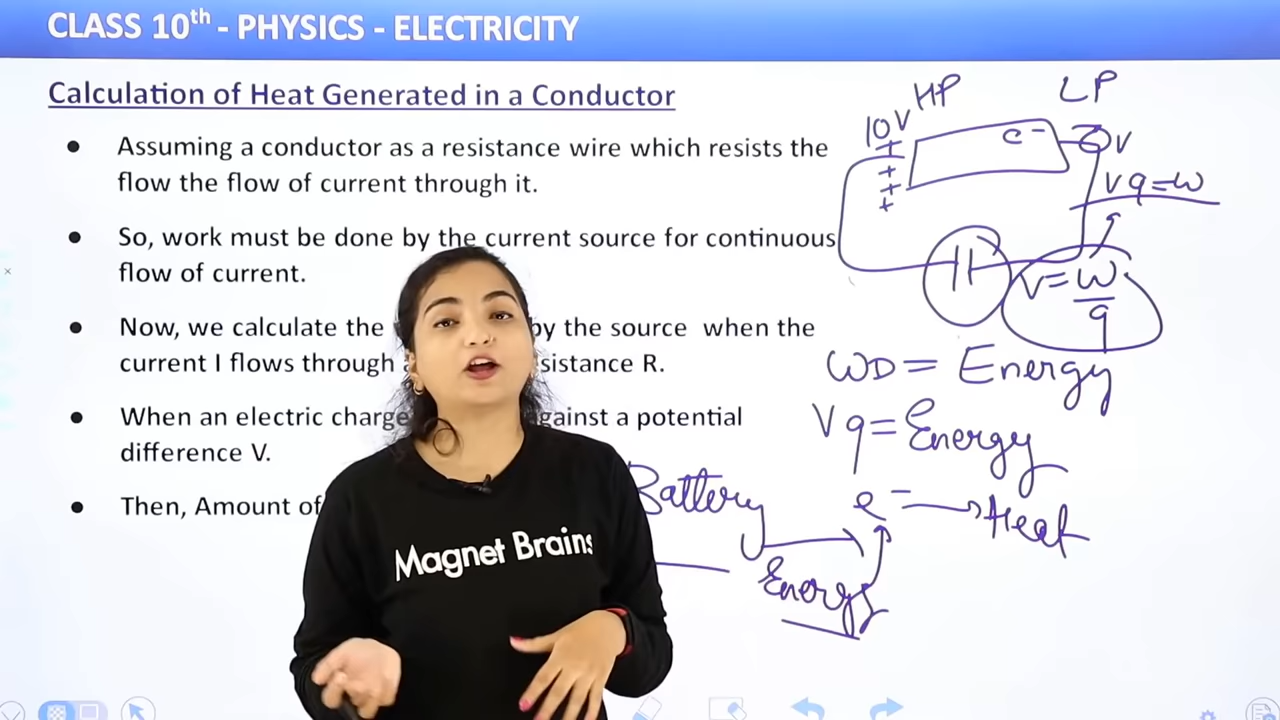 CLASS 10th - PHYSICS - ELECTRICITY
Calculation of Heat Generated in a Conductor
● Assuming a conductor as a resistance wire which resists the
flow the flow of current through it.
● So, work must be done by the current source for continuous
flow of current.
● Now, we calculate the by the source when the
current I flows through sistance R.
● When an electric charge gainst a potential
difference V.
● Then, Amount of
HP LP
10V
+ e⁻ V
+
+
+
Vq=W
V=W/q
WD= Energy
Vq=Energy
Battery e⁻ → Heat
Energy
Magnet Brains